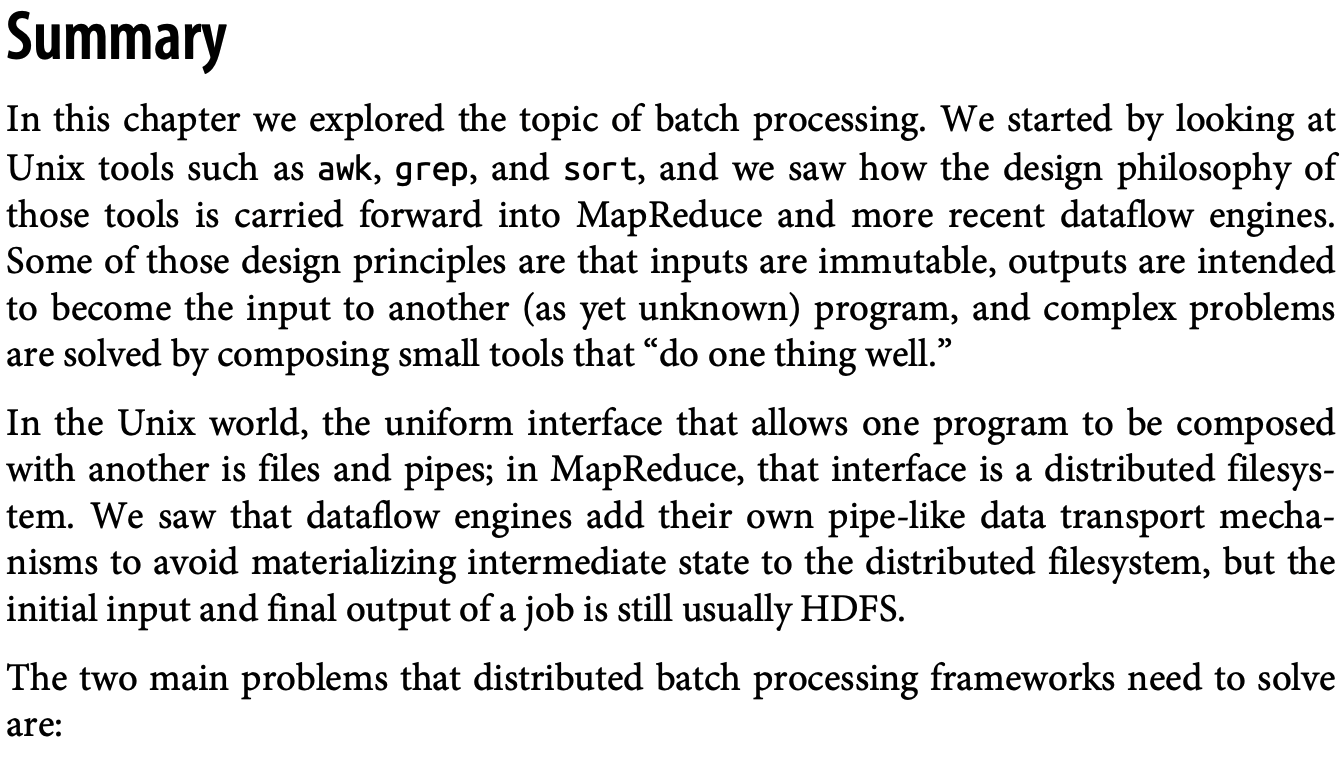 Summary
In this chapter we explored the topic of batch processing. We started by looking at
Unix tools such as awk, grep, and sort, and we saw how the design philosophy of
those tools is carried forward into MapReduce and more recent dataflow engines.
Some of those design principles are that inputs are immutable, outputs are intended
to become the input to another (as yet unknown) program, and complex problems
are solved by composing small tools that “do one thing well.”
In the Unix world, the uniform interface that allows one program to be composed
with another is files and pipes; in MapReduce, that interface is a distributed filesys-
tem. We saw that dataflow engines add their own pipe-like data transport mecha-
nisms to avoid materializing intermediate state to the distributed filesystem, but the
initial input and final output of a job is still usually HDFS.
The two main problems that distributed batch processing frameworks need to solve
are: